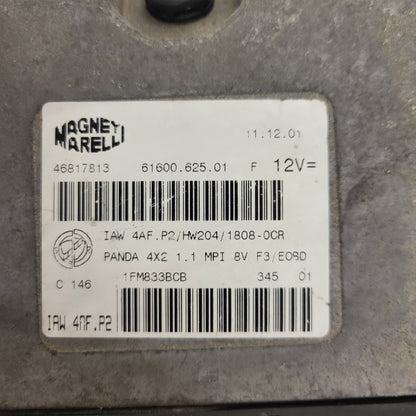 MAGNETI MARELLI 11.12.01
46817813 61600.625.01 F 12V=
IAW 4AF.P2/HW204/1808-0CR
PANDA 4X2 1.1 MPI 8V F3/EOBD
C 146 1FM833BCB 345 01
IAW 4AF.P2